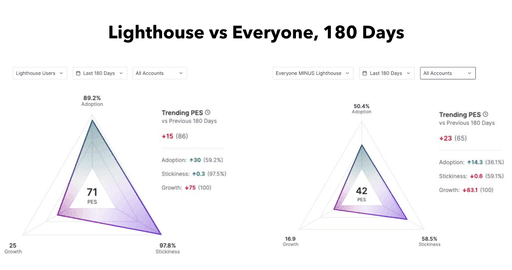 Lighthouse vs Everyone, 180 Days
Lighthouse Users
Last 180 Days
All Accounts
89.2%
Adoption
71
PES
25
Growth
97.8%
Stickiness
Trending PES
vs Previous 180 Days
↓15 (86)
Adoption: ↑30 (59.2%)
Stickiness: ↑0.3 (97.5%)
Growth: ↓75 (100)
Everyone MINUS Lighthouse
Last 180 Days
All Accounts
50.4%
Adoption
42
PES
16.9
Growth
58.5%
Stickiness
Trending PES
vs Previous 180 Days
↓23 (65)
Adoption: ↑14.3 (36.1%)
Stickiness: ↓0.6 (59.1%)
Growth: ↓83.1 (100)